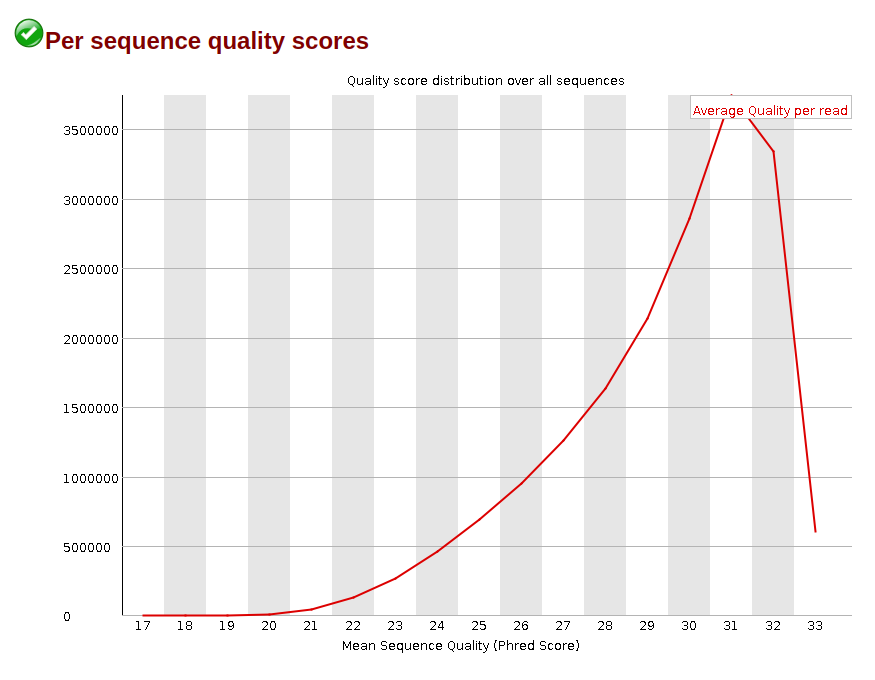 Per sequence quality scores
Quality score distribution over all sequences
Average Quality per read
3500000
3000000
2500000
2000000
1500000
1000000
500000
0
17 18 19 20 21 22 23 24 25 26 27 28 29 30 31 32 33
Mean Sequence Quality (Phred Score)